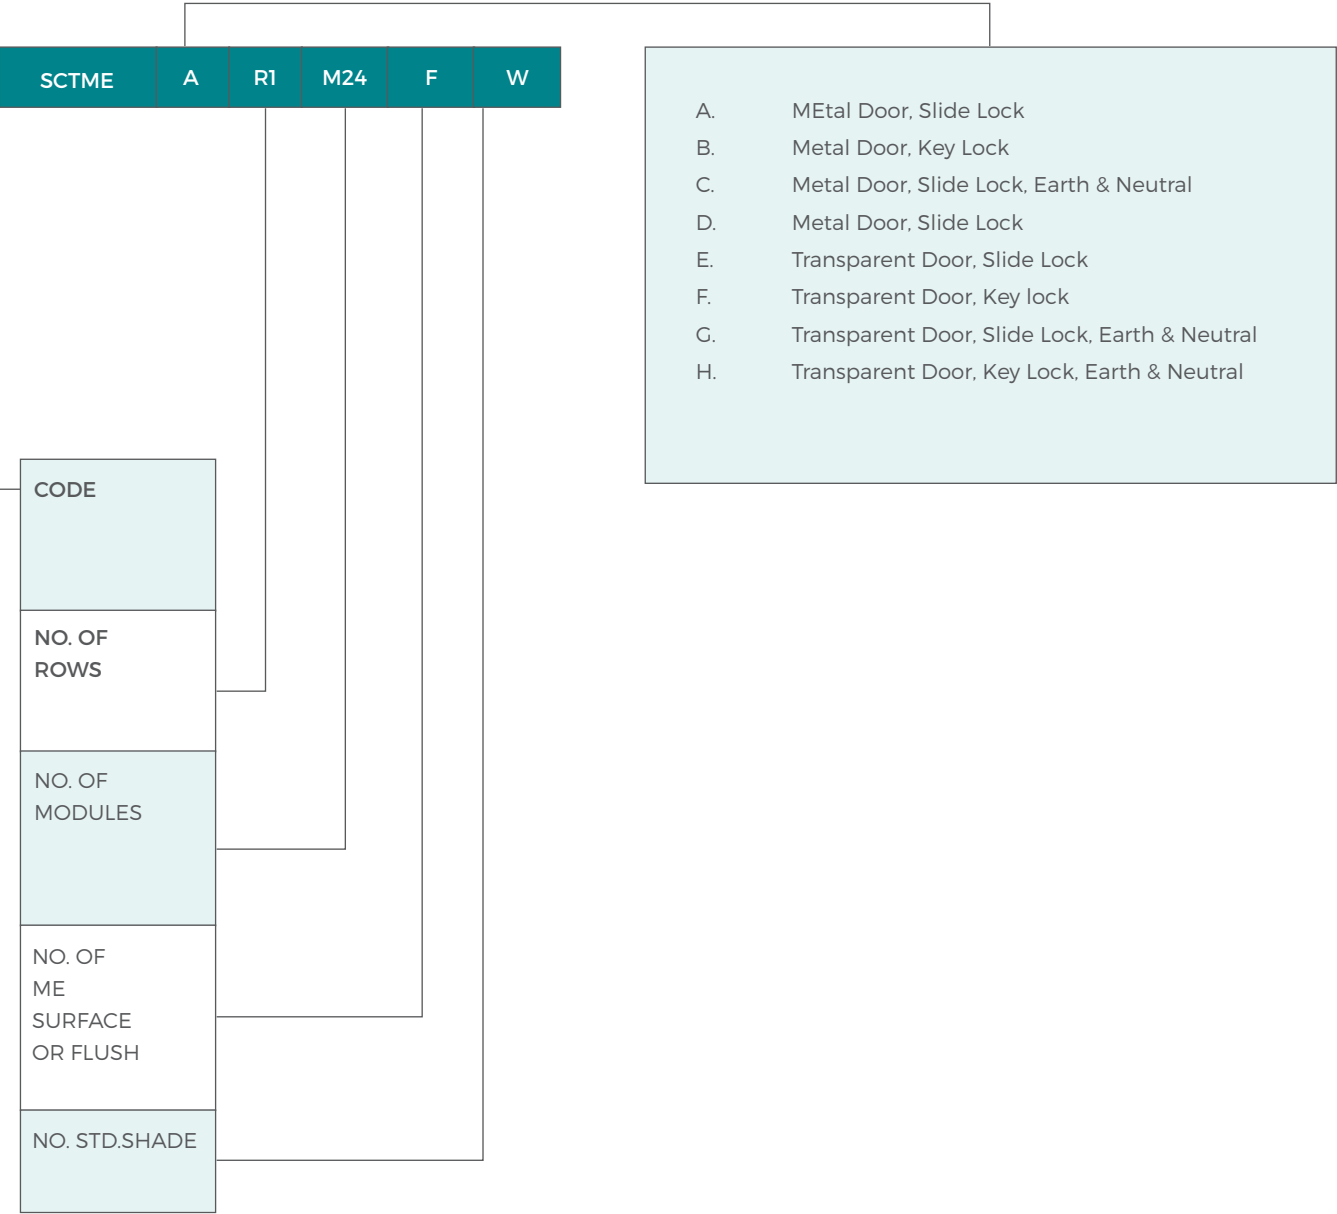 SCTME A R1 M24 F W
A. MEtal Door, Slide Lock
B. Metal Door, Key Lock
C. Metal Door, Slide Lock, Earth & Neutral
D. Metal Door, Slide Lock
E. Transparent Door, Slide Lock
F. Transparent Door, Key lock
G. Transparent Door, Slide Lock, Earth & Neutral
H. Transparent Door, Key Lock, Earth & Neutral
CODE
NO. OF
ROWS
NO. OF
MODULES
NO. OF
ME
SURFACE
OR FLUSH
NO. STD.SHADE